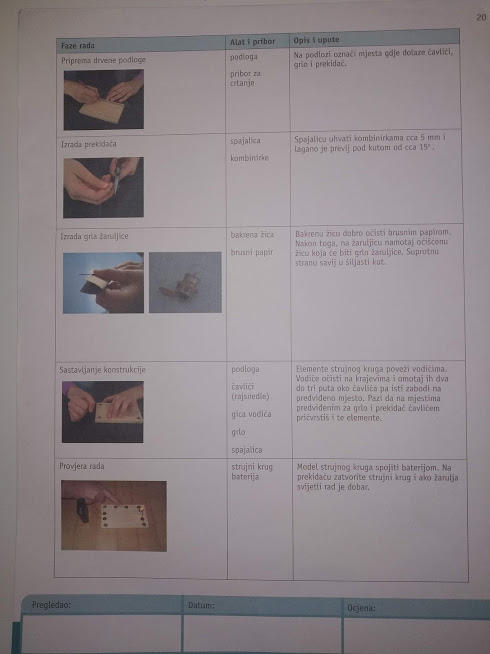 20
Faze rada
Alat i pribor
Opis i upute
Priprema drvene podloge
podloga
pribor za
crtanje
Na podlozi označi mjesta gdje dolaze čavlići,
grlo i prekidač.
Izrada prekidača
spajalica
kombinirke
Spajalicu uhvati kombinirkama cca 5 mm i
lagano je previj pod kutom od cca 15°.
Izrada grla žaruljice
bakrena žica
brusni papir
Bakrenu žicu dobro očisti brusnim papirom.
Nakon toga, na žaruljicu namotaj očišćenu
žicu koja će biti grlo žaruljice. Suprotnu
stranu savij u šiljasti kut.
Sastavljanje konstrukcije
podloga
čavlići
(rajsnedle)
gica vodiča
grlo
spajalica
Elemente strujnog kruga poveži vodičima.
Vodiče očisti na krajevima i omotaj ih dva
do tri puta oko čavlića pa isti zabodi na
predviđeno mjesto. Pazi da na mjestima
predviđenim za grlo i prekidač čavlićem
pričvrstiš i te elemente.
Provjera rada
strujni krug
baterija
Model strujnog kruga spojiti baterijom. Na
prekidaču zatvorite strujni krug i ako žarulja
svijetli rad je dobar.
Pregledao:
Datum:
Ocjena: